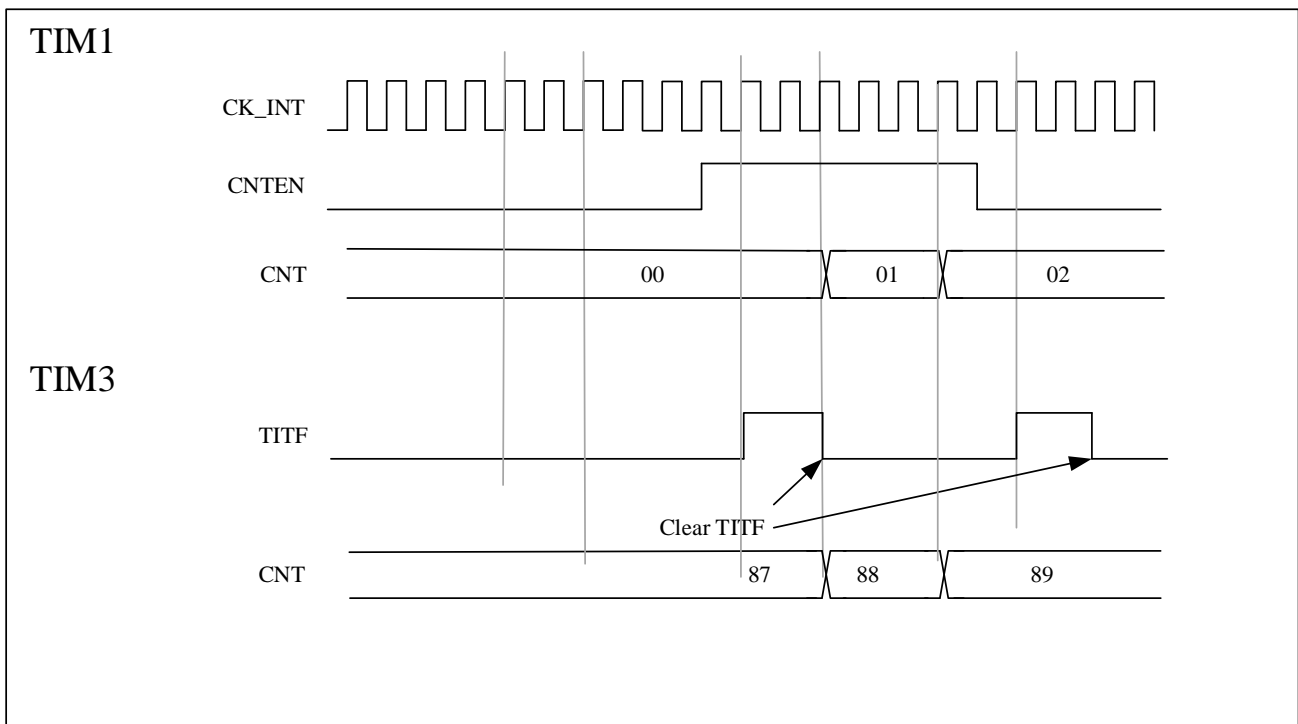 TIM1
CK_INT
CNTEN
CNT 00 01 02
TIM3
TITF
Clear TITF
CNT 87 88 89